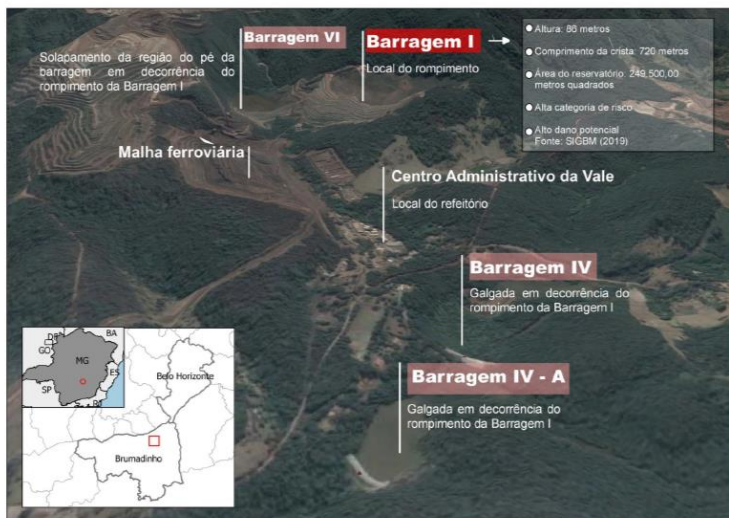 Barragem VI
Solapamento da região do pé da
barragem em decorrência do
rompimento da Barragem I
Barragem I
Local do rompimento
Altura: 86 metros
Comprimento da crista: 720 metros
Área do reservatório: 249,500,00
metros quadrados
Alta categoria de risco
Alto dano potencial
Fonte: SIGBM (2019)
Malha ferroviária
Centro Administrativo da Vale
Local do refeitório
Barragem IV
Galgada em decorrência do
rompimento da Barragem I
Barragem IV - A
Galgada em decorrência do
rompimento da Barragem I
DF
BA
GO
MG
ES
SP
RJ
Belo Horizonte
Brumadinho